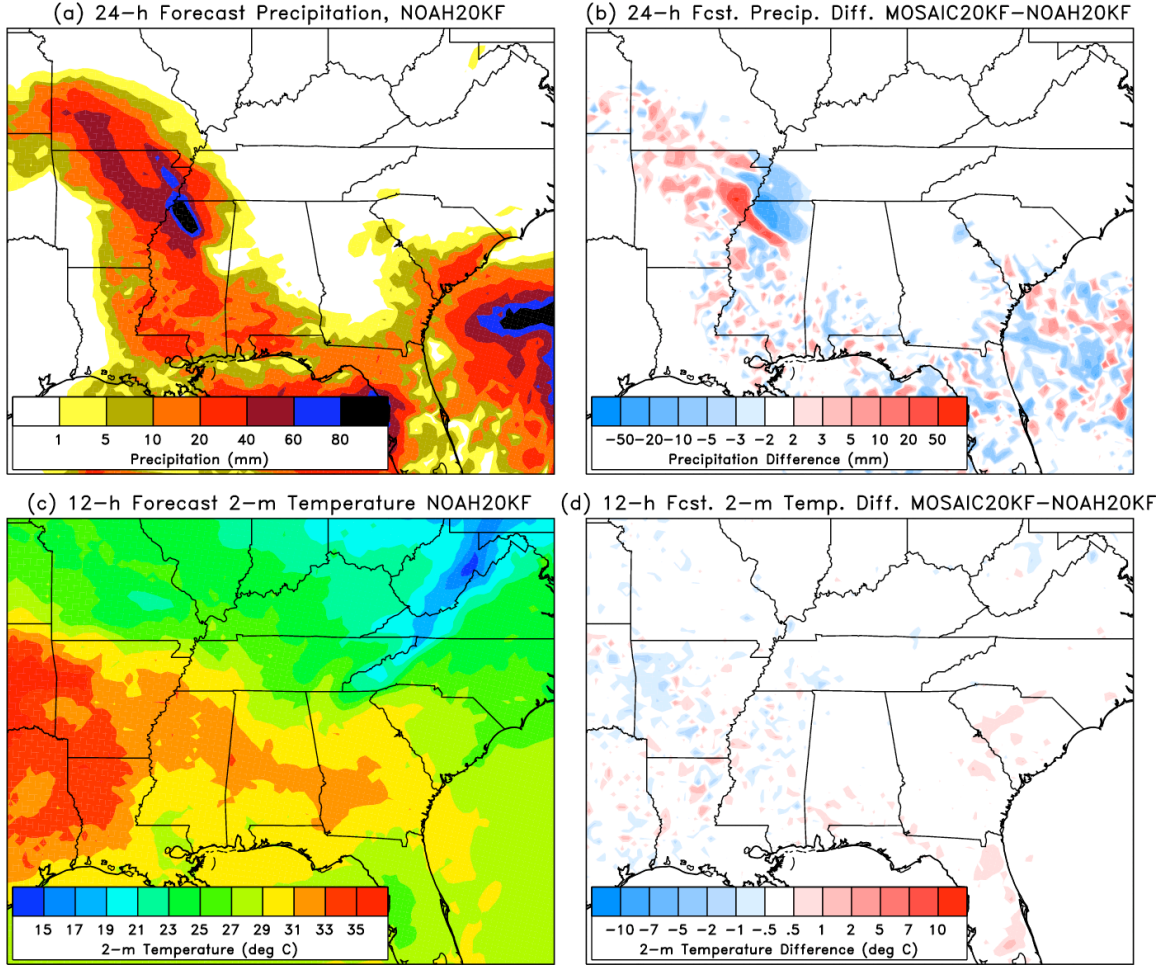 (a) 24-h Forecast Precipitation, NOAH20KF
(b) 24-h Fcst. Precip. Diff. MOSAIC20KF-NOAH20KF
1 5 10 20 40 60 80
Precipitation (mm)
-50 -20 -10 -5 -3 -2 2 3 5 10 20 50
Precipitation Difference (mm)
(c) 12-h Forecast 2-m Temperature NOAH20KF
(d) 12-h Fcst. 2-m Temp. Diff. MOSAIC20KF-NOAH20KF
15 17 19 21 23 25 27 29 31 33 35
2-m Temperature (deg C)
-10 -7 -5 -2 -1 -.5 .5 1 2 5 7 10
2-m Temperature Difference (deg C)